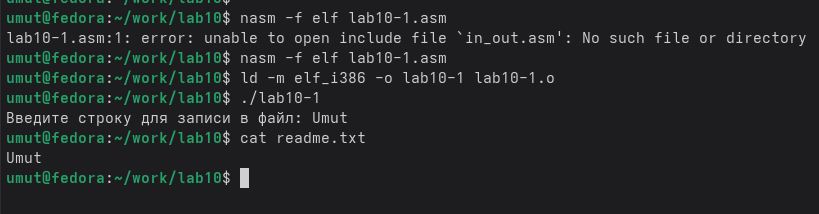 umut@fedora:~/work/lab10$ nasm -f elf lab10-1.asm
lab10-1.asm:1: error: unable to open include file `in_out.asm': No such file or directory
umut@fedora:~/work/lab10$ nasm -f elf lab10-1.asm
umut@fedora:~/work/lab10$ ld -m elf_i386 -o lab10-1 lab10-1.o
umut@fedora:~/work/lab10$ ./lab10-1
Введите строку для записи в файл: Umut
umut@fedora:~/work/lab10$ cat readme.txt
Umut
umut@fedora:~/work/lab10$